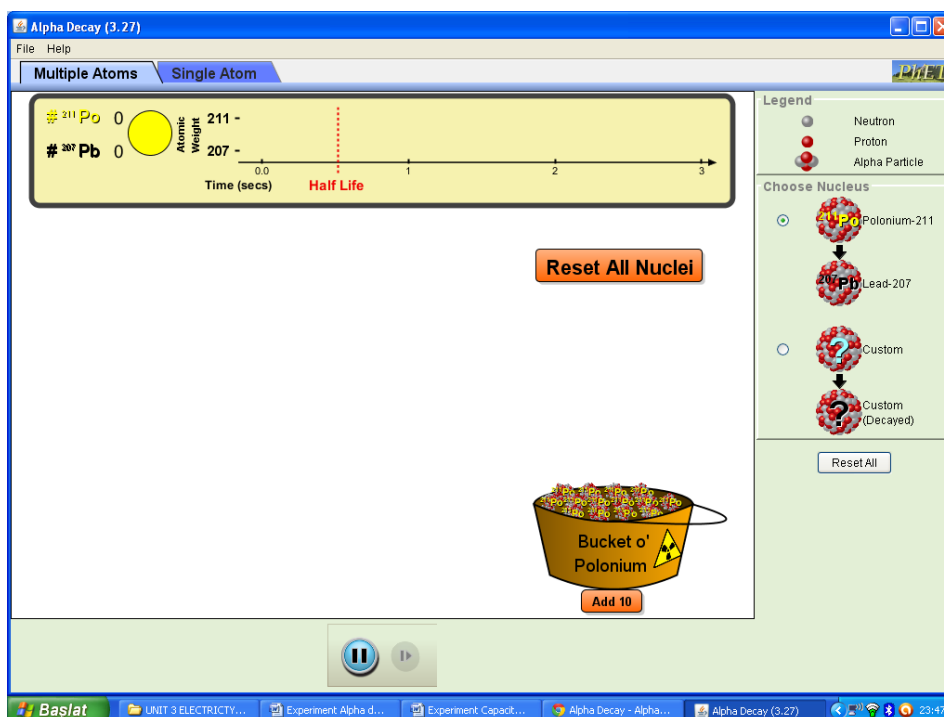 Alpha Decay (3.27)
File Help
Multiple Atoms Single Atom PhET
# 211Po 0
# 207Pb 0
Atomic Weight
211 -
207 -
0.0 1 2 3
Time (secs) Half Life
Reset All Nuclei
Bucket o'
Polonium
Add 10
Legend
Neutron
Proton
Alpha Particle
Choose Nucleus
211Po Polonium-211
207Pb Lead-207
? Custom
? Custom
(Decayed)
Reset All
Başlat UNIT 3 ELECTRICTY... Experiment Alpha d... Experiment Capacit... Alpha Decay - Alpha... Alpha Decay (3.27) 23:47